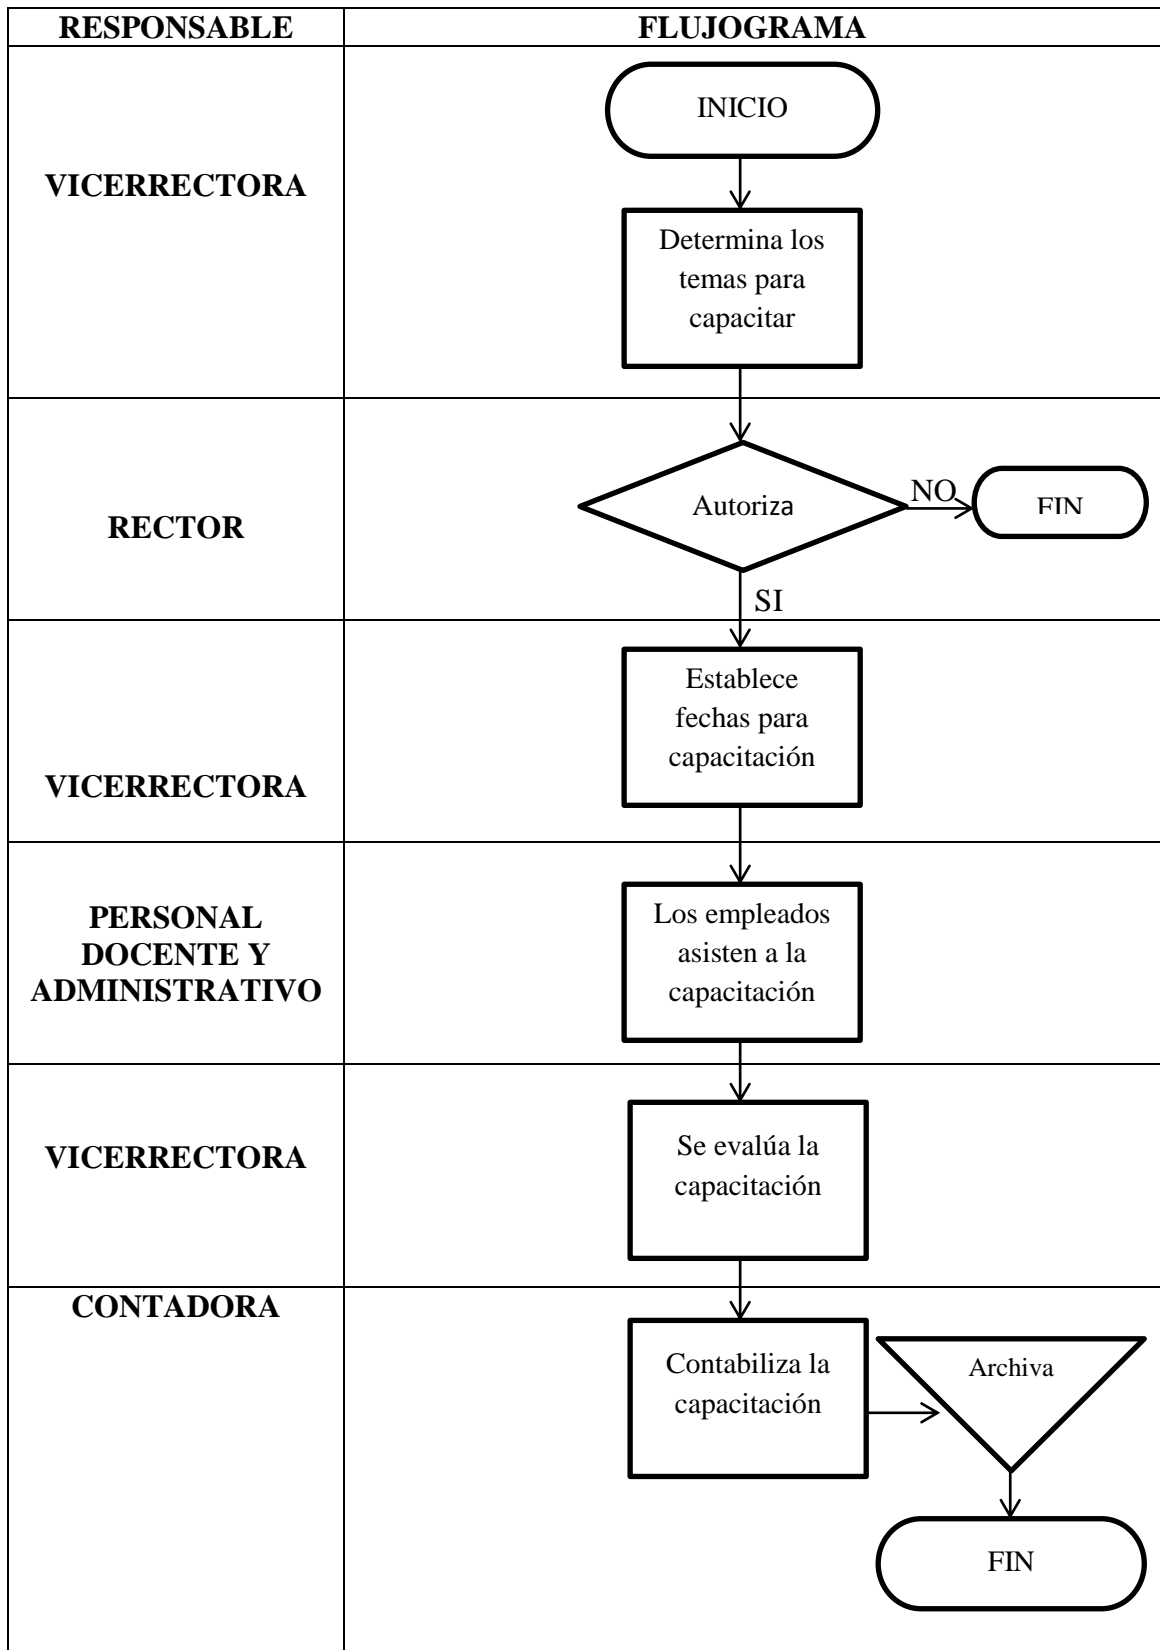 RESPONSABLE
FLUJOGRAMA
INICIO
VICERRECTORA
Determina los
temas para
capacitar
RECTOR
Autoriza
NO
FIN
SI
VICERRECTORA
Establece
fechas para
capacitación
PERSONAL
DOCENTE Y
ADMINISTRATIVO
Los empleados
asisten a la
capacitación
VICERRECTORA
Se evalúa la
capacitación
CONTADORA
Contabiliza la
capacitación
Archiva
FIN